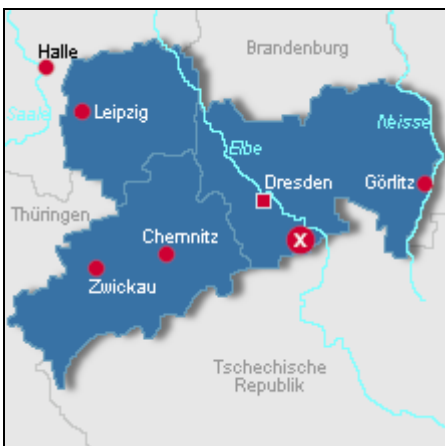 Halle
Brandenburg
Saale
Leipzig
Neisse
Elbe
Dresden
Görlitz
Thüringen
Chemnitz
X
Zwickau
Tschechische
Republik